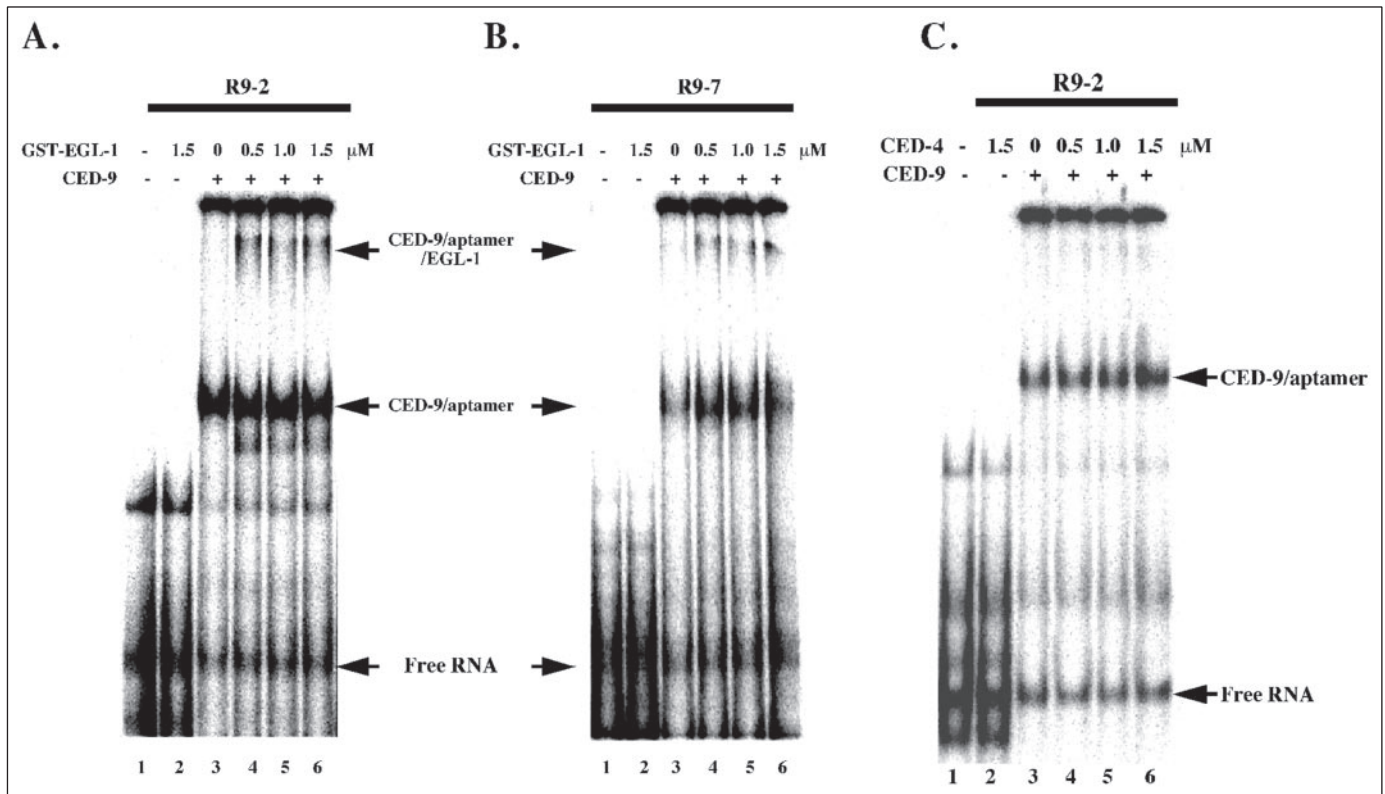 A.
R9-2
GST-EGL-1 - 1.5 0 0.5 1.0 1.5 μM
CED-9 - - + + + +
CED-9/aptamer
/EGL-1
CED-9/aptamer
Free RNA
1 2 3 4 5 6
B.
R9-7
GST-EGL-1 - 1.5 0 0.5 1.0 1.5 μM
CED-9 - - + + + +
1 2 3 4 5 6
C.
R9-2
CED-4 - 1.5 0 0.5 1.0 1.5 μM
CED-9 - - + + + +
CED-9/aptamer
Free RNA
1 2 3 4 5 6